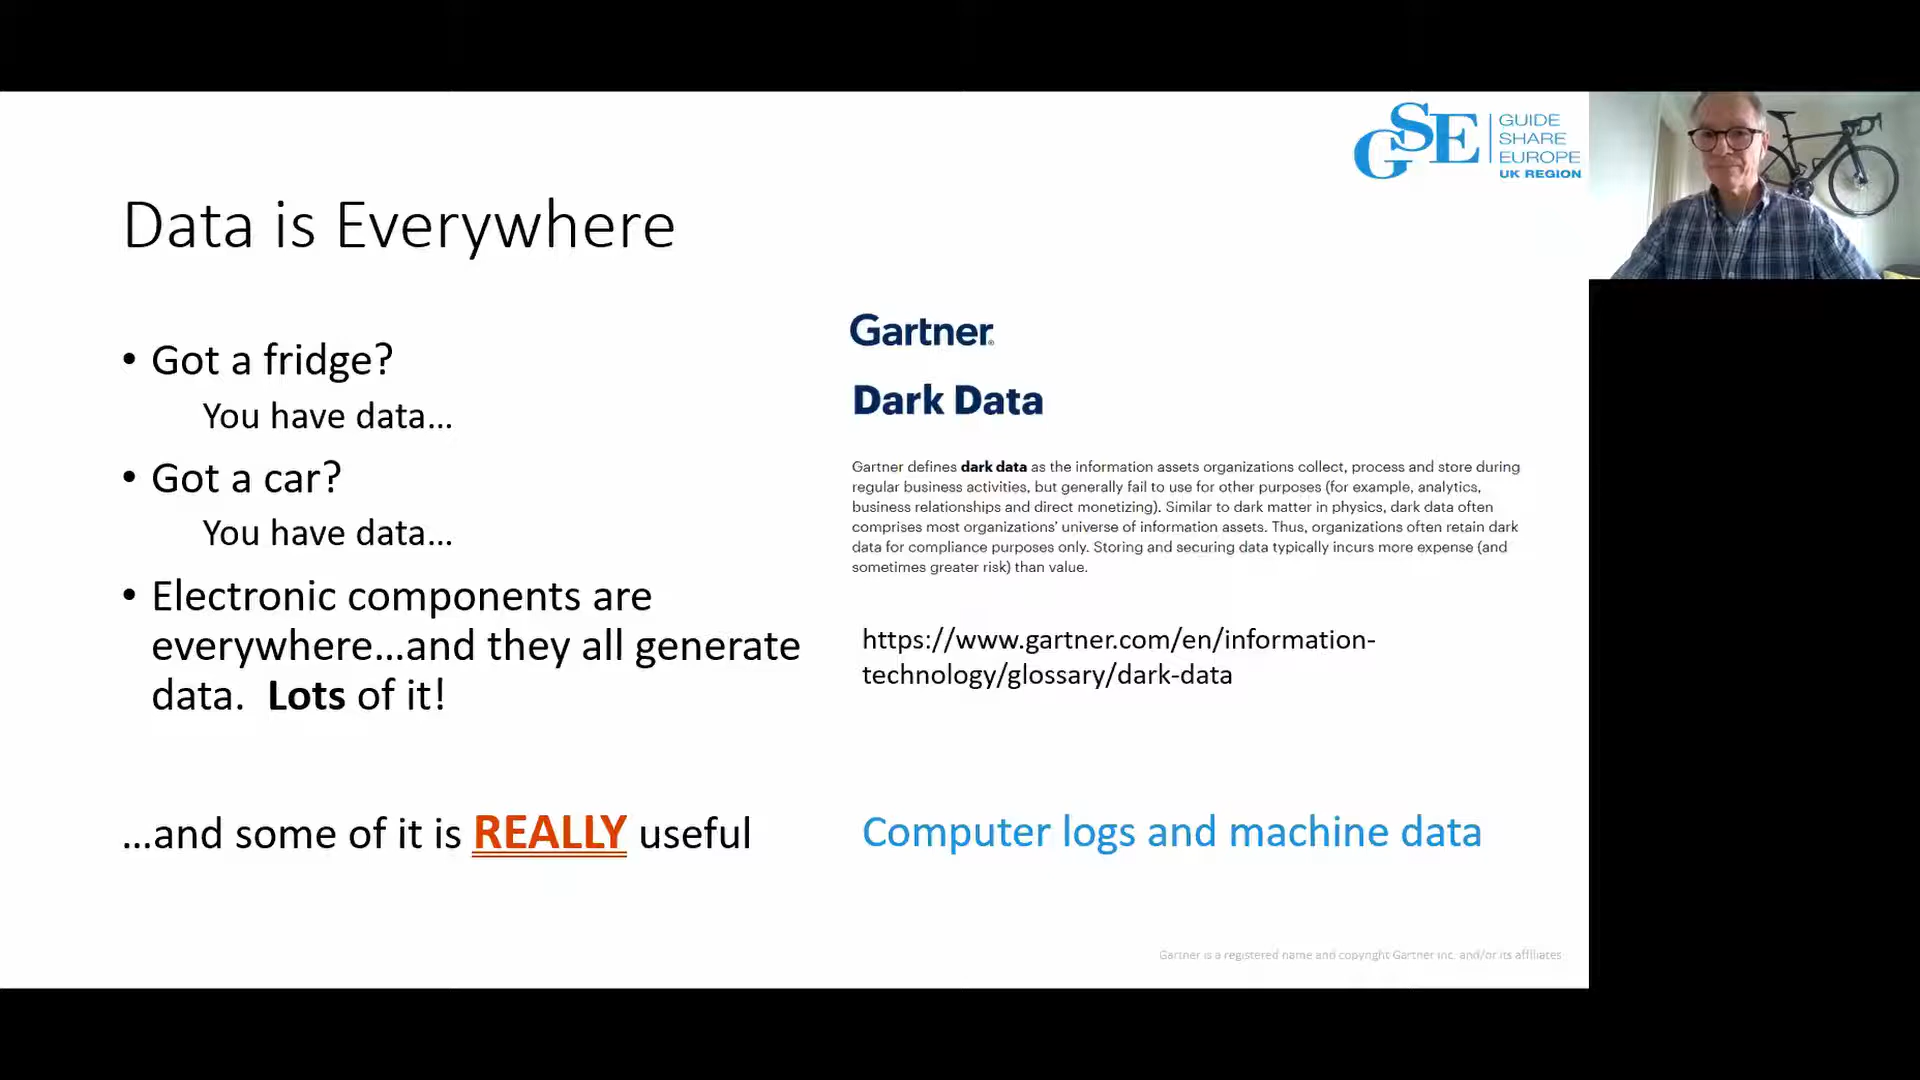 GSE
GUIDE
SHARE
EUROPE
UK REGION
Data is Everywhere
• Got a fridge?
You have data...
• Got a car?
You have data...
• Electronic components are
everywhere...and they all generate
data. Lots of it!
...and some of it is REALLY useful
Gartner®
Dark Data
Gartner defines dark data as the information assets organizations collect, process and store during
regular business activities, but generally fail to use for other purposes (for example, analytics,
business relationships and direct monetizing). Similar to dark matter in physics, dark data often
comprises most organizations' universe of information assets. Thus, organizations often retain dark
data for compliance purposes only. Storing and securing data typically incurs more expense (and
sometimes greater risk) than value.
https://www.gartner.com/en/information-
technology/glossary/dark-data
Computer logs and machine data
Gartner is a registered name and copyright Gartner Inc. and/or its affiliates